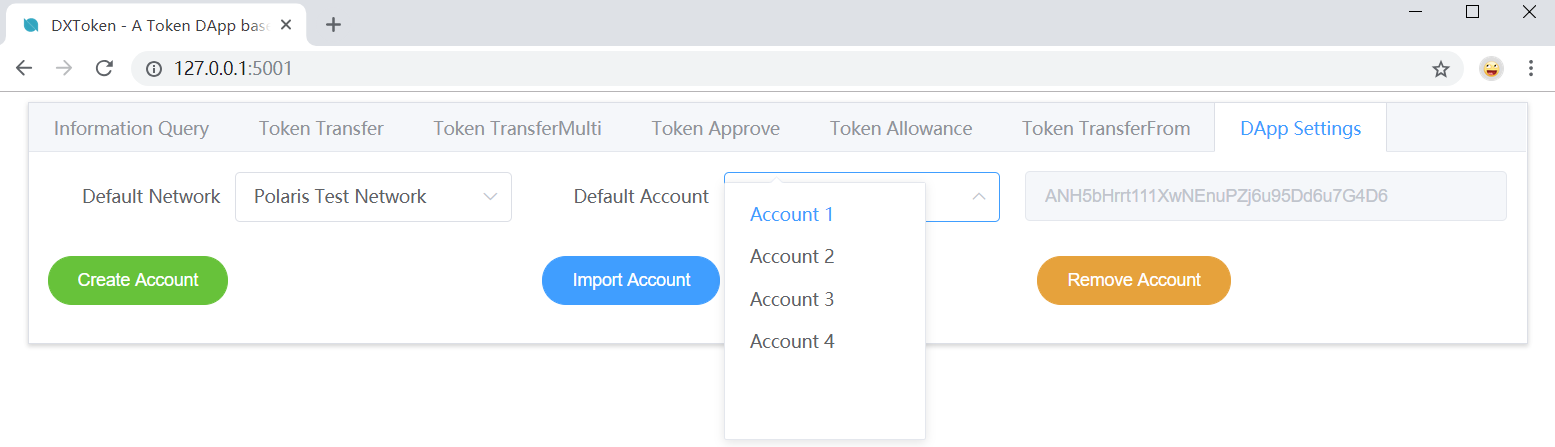 DXToken - A Token DApp base
127.0.0.1:5001
Information Query Token Transfer Token TransferMulti Token Approve Token Allowance Token TransferFrom DApp Settings
Default Network Polaris Test Network Default Account ANH5bHrrt111XwNEnuPZj6u95Dd6u7G4D6
Account 1
Account 2
Create Account Import Account Remove Account
Account 3
Account 4